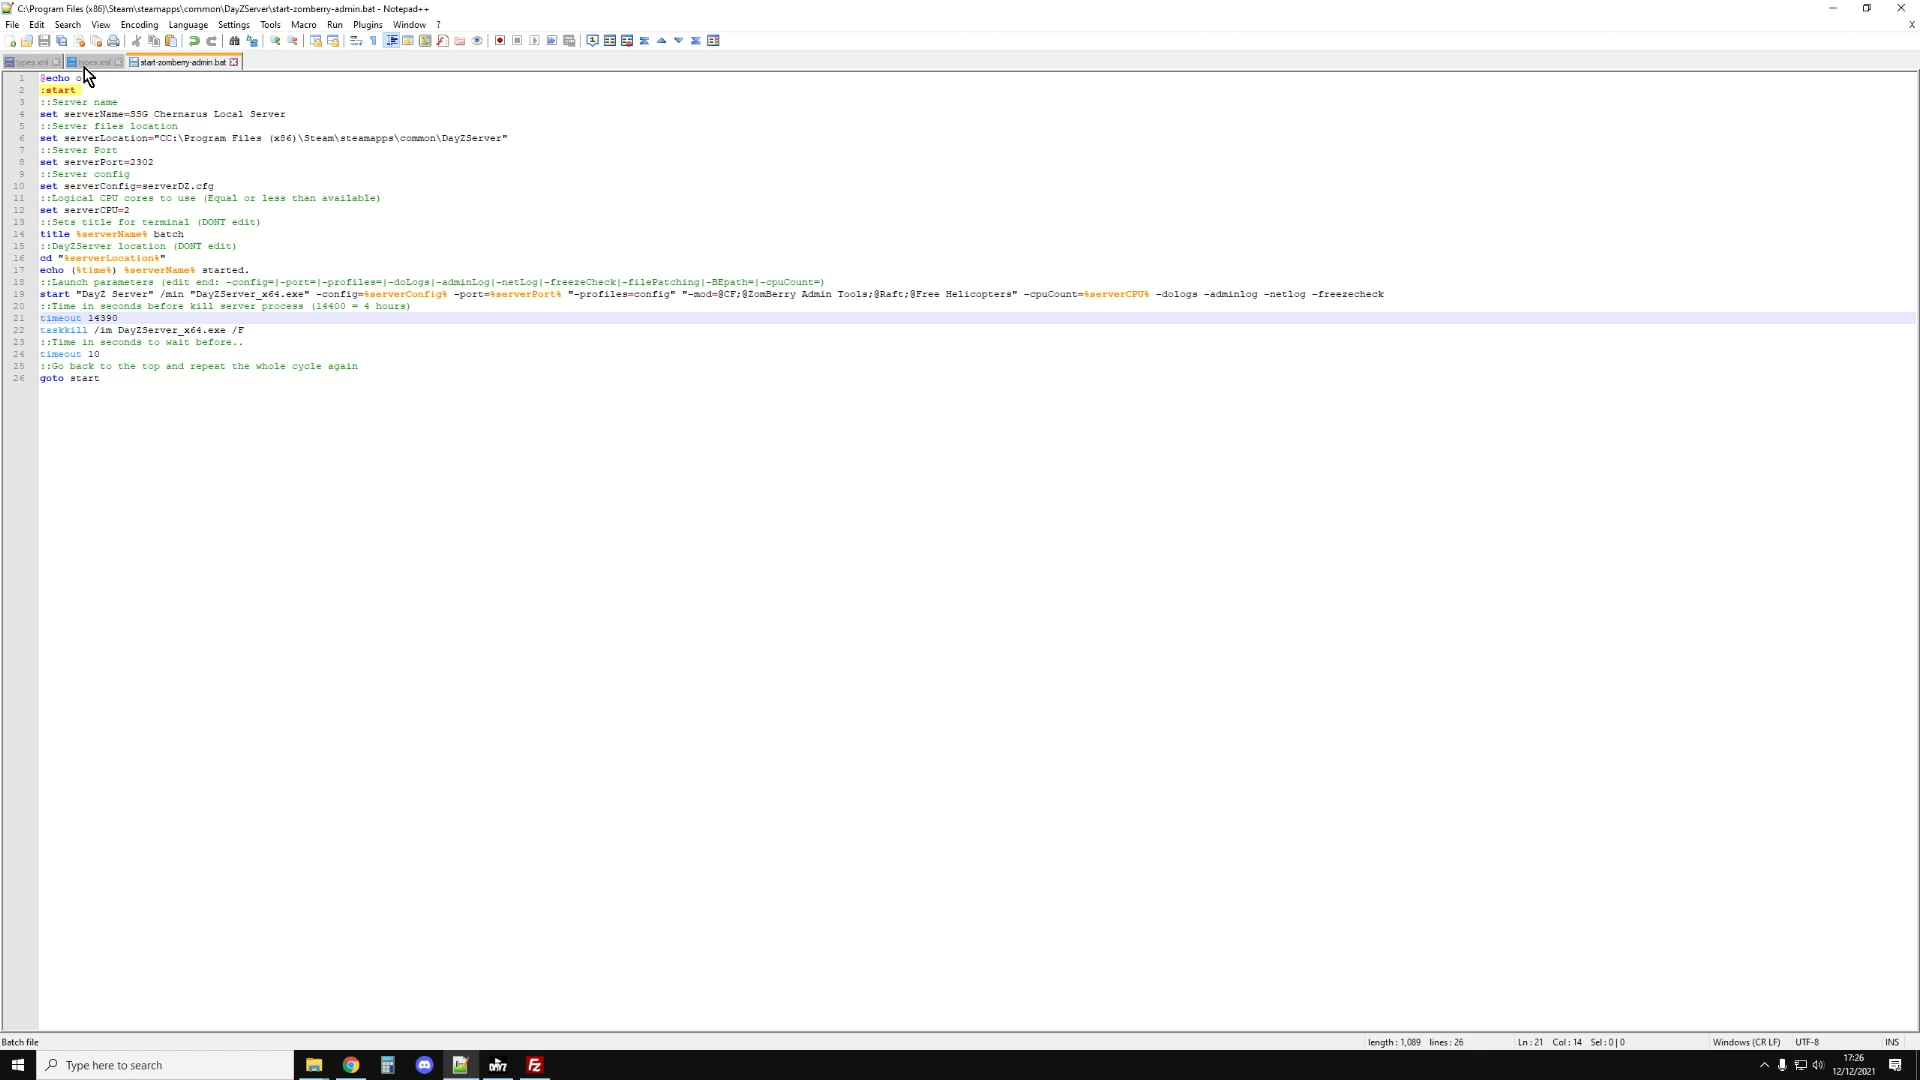 C:\Program Files (x86)\Steam\steamapps\common\DayZServer\start-zomberry-admin.bat - Notepad++
File Edit Search View Encoding Language Settings Tools Macro Run Plugins Window ?
X
types.xml types.xml start-zomberry-admin.bat
1 @echo o
2 :start
3 ::Server name
4 set serverName=SSG Chernarus Local Server
5 ::Server files location
6 set serverLocation="CC:\Program Files (x86)\Steam\steamapps\common\DayZServer"
7 ::Server Port
8 set serverPort=2302
9 ::Server config
10 set serverConfig=serverDZ.cfg
11 ::Logical CPU cores to use (Equal or less than available)
12 set serverCPU=2
13 ::Sets title for terminal (DONT edit)
14 title %serverName% batch
15 ::DayZServer location (DONT edit)
16 cd "%serverLocation%"
17 echo (%time%) %serverName% started.
18 ::Launch parameters (edit end: -config=|-port=|-profiles=|-doLogs|-adminLog|-netLog|-freezeCheck|-filePatching|-BEpath=|-cpuCount=)
19 start "DayZ Server" /min "DayZServer_x64.exe" -config=%serverConfig% -port=%serverPort% "-profiles=config" "-mod=@CF;@ZomBerry Admin Tools;@Raft;@Free Helicopters" -cpuCount=%serverCPU% -dologs -adminlog -netlog -freezecheck
20 ::Time in seconds before kill server process (14400 = 4 hours)
21 timeout 14390
22 taskkill /im DayZServer_x64.exe /F
23 ::Time in seconds to wait before..
24 timeout 10
25 ::Go back to the top and repeat the whole cycle again
26 goto start
Batch file length : 1,089 lines : 26 Ln : 21 Col : 14 Sel : 0 | 0 Windows (CR LF) UTF-8 INS
Type here to search
DAYZ
Fz
17:26
12/12/2021